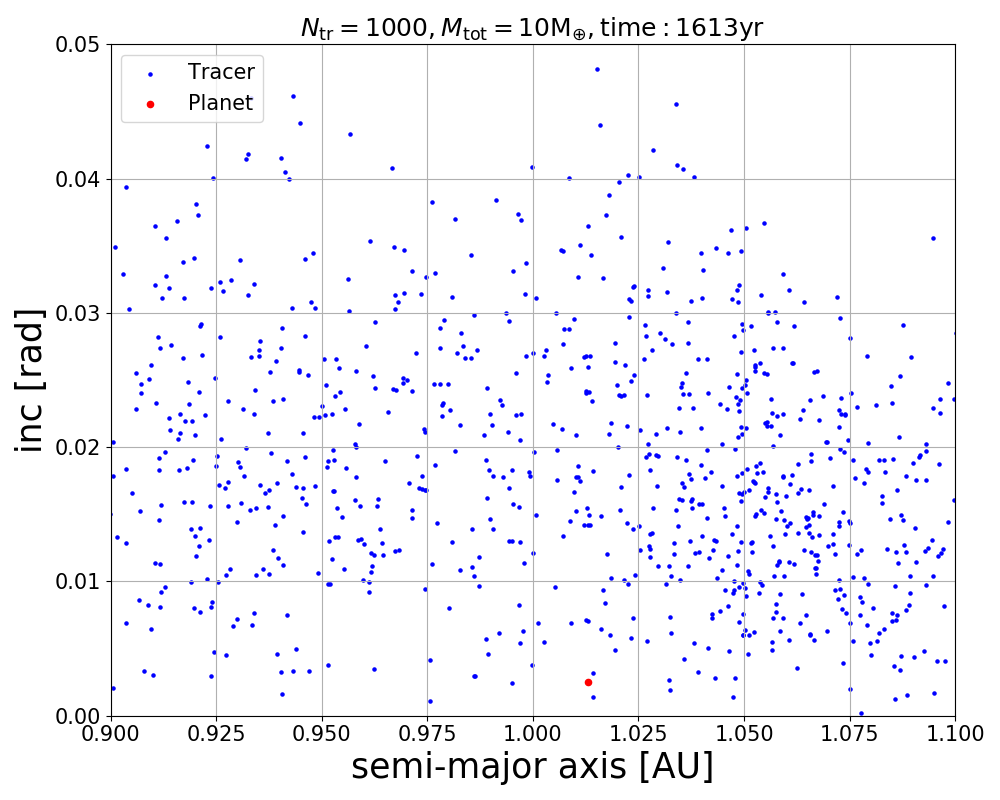 N_tr = 1000, M_tot = 10M_⊕, time : 1613yr
Tracer
Planet
0.05
0.04
0.03
0.02
0.01
0.00
inc [rad]
0.900 0.925 0.950 0.975 1.000 1.025 1.050 1.075 1.100
semi-major axis [AU]